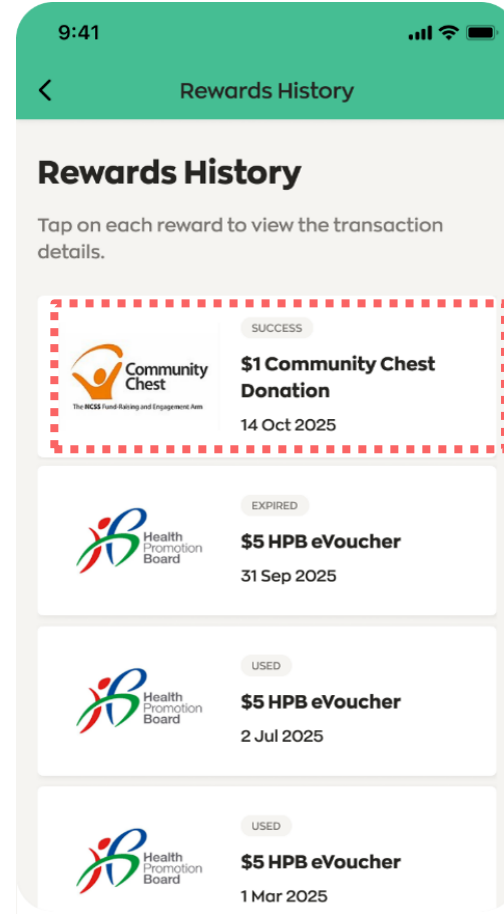 9:41
Rewards History
Rewards History
Tap on each reward to view the transaction
details.
SUCCESS
Community
Chest
The NCSS Fund-Raising and Engagement Arm
$1 Community Chest
Donation
14 Oct 2025
EXPIRED
Health
Promotion
Board
$5 HPB eVoucher
31 Sep 2025
USED
Health
Promotion
Board
$5 HPB eVoucher
2 Jul 2025
USED
Health
Promotion
Board
$5 HPB eVoucher
1 Mar 2025